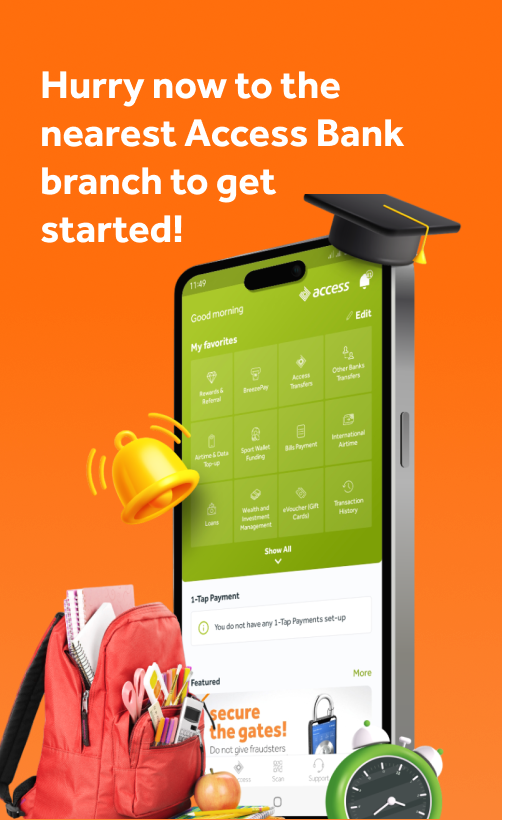 Hurry now to the
nearest Access Bank
branch to get
started!
11:49
access
Good morning
Edit
My favorites
Rewards &
Referral
BreezePay
Access
Transfers
Other Banks
Transfers
Airtime & Data
Top-up
Sport Wallet
Funding
Bills Payment
International
Airtime
Loans
Wealth and
Investment
Management
eVoucher (Gift
Cards)
Transaction
History
Show All
1-Tap Payment
You do not have any 1-Tap Payments set-up
Featured
More
secure
the gates!
Do not give fraudsters
Scan
Support